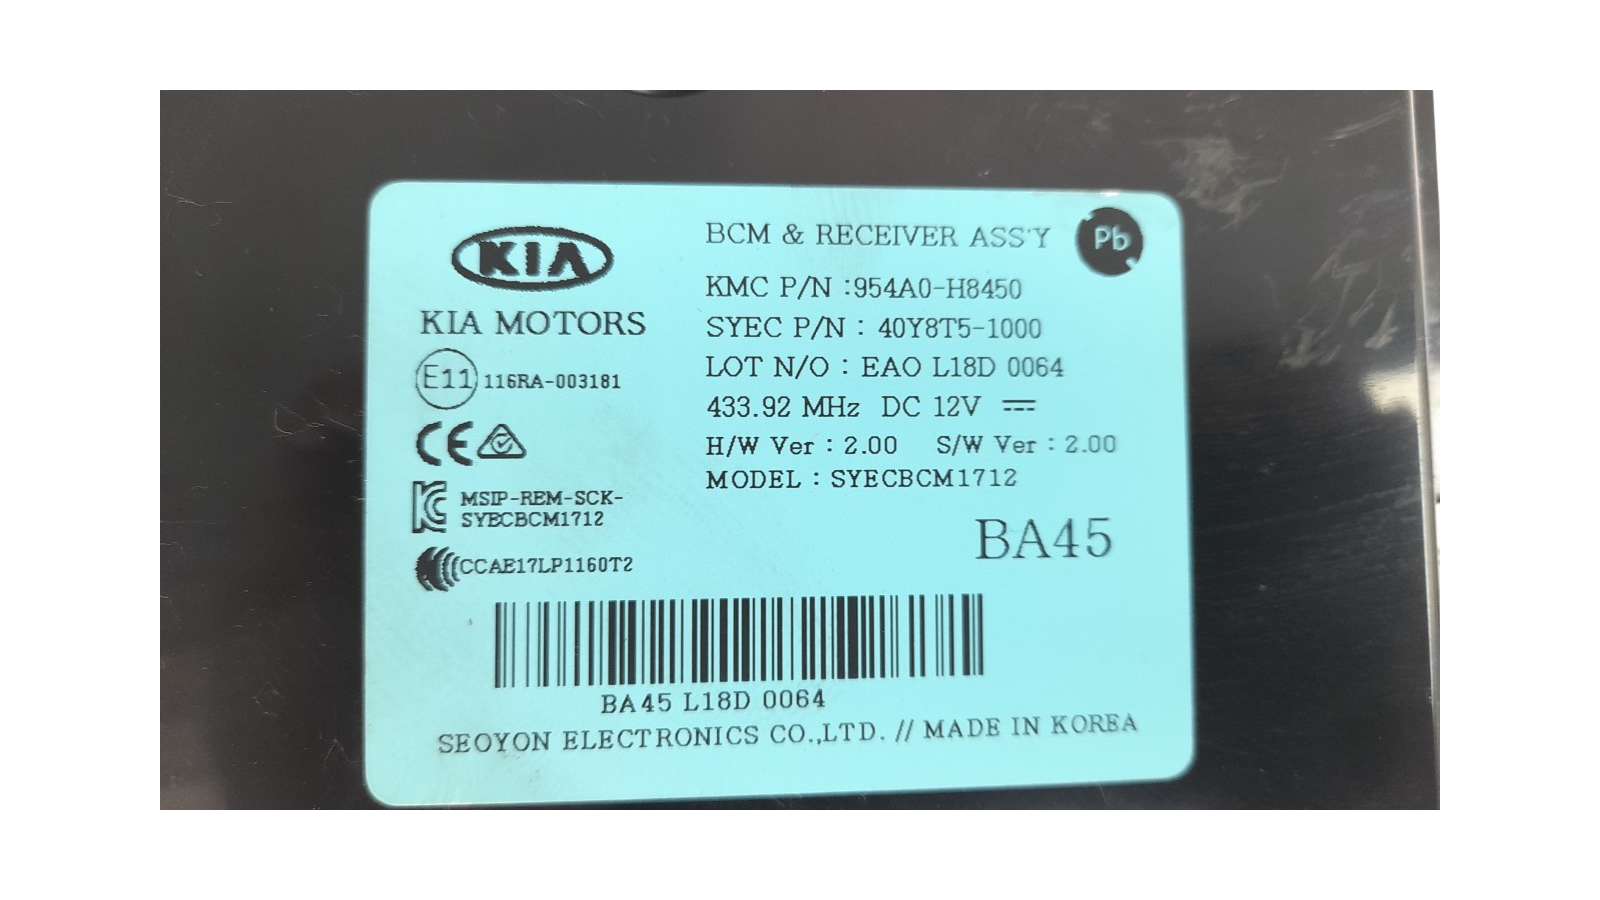 KIA
KIA MOTORS
E11 116RA-003181
CE
MSIP-REM-SCK-
SYECBCM1712
CCAE17LP1160T2
BCM & RECEIVER ASS'Y
Pb
KMC P/N :954A0-H8450
SYEC P/N : 40Y8T5-1000
LOT N/O : EAO L18D 0064
433.92 MHz DC 12V
H/W Ver : 2.00 S/W Ver : 2.00
MODEL : SYECBCM1712
BA45
BA45 L18D 0064
SEOYON ELECTRONICS CO.,LTD. // MADE IN KOREA